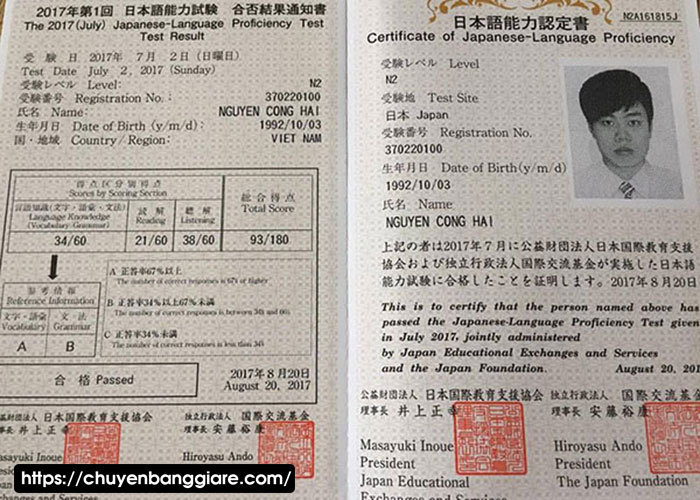 2017年第1回 日本語能力試験 合否結果通知書
The 2017(July) Japanese-Language Proficiency Test
Test Result
受 験 日 2017年 7月 2日 (日曜日)
Test Date July 2, 2017 (Sunday)
受験レベル Level: N2
受験番号 Registration No.: 370220100
氏名 Name: NGUYEN CONG HAI
生年月日 Date of Birth (y/m/d): 1992/10/03
国・地域 Country/Region: VIET NAM
得点区分別得点
Scores by Scoring Section
総合得点
Total Score
言語知識(文字・語彙・文法)
Language Knowledge
(Vocabulary/Grammar)
読解
Reading
聴解
Listening
34/60 21/60 38/60 93/180
参考情報
Reference Information
文字・語彙
Vocabulary
文法
Grammar
A B
A 正答率67%以上
The number of correct responses is 67% or higher
B 正答率34%以上67%未満
The number of correct responses is between 34% and 66%
C 正答率34%未満
The number of correct responses is less than 34%
合 格 Passed
2017年8月20日
August 20, 2017
公益財団法人 日本国際教育支援協会
理事長 井上正幸
独立行政法人 国際交流基金
理事長 安藤裕康
Masayuki Inoue
President
Japan Educational
Exchanges and Services
Hiroyasu Ando
President
The Japan Foundation
N2A161815J
日本語能力認定書
Certificate of Japanese-Language Proficiency
受験レベル Level
N2
受験地 Test Site
日本 Japan
受験番号 Registration No.
370220100
生年月日 Date of Birth(y/m/d)
1992/10/03
氏名 Name
NGUYEN CONG HAI
上記の者は2017年7月に公益財団法人日本国際教育支援
協会および独立行政法人国際交流基金が実施した日本語
能力試験に合格したことを証明します。2017年8月20日
This is to certify that the person named above has
passed the Japanese-Language Proficiency Test given
in July 2017, jointly administered
by Japan Educational Exchanges and Services
and the Japan Foundation. August 20, 201
公益財団法人 日本国際教育支援協会
理事長 井上正幸
独立行政法人 国際交流基金
理事長 安藤裕康
Masayuki Inoue
President
Japan Educational
Exchanges and Services
Hiroyasu Ando
President
The Japan Foundation
https://chuyenbanggiare.com/